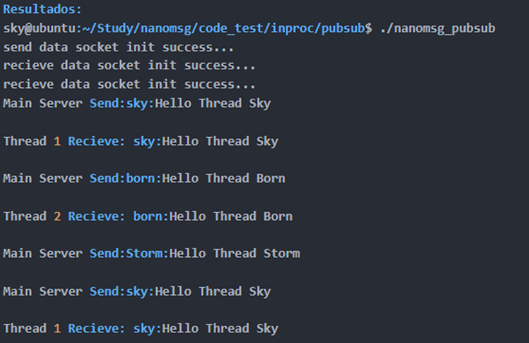 Resultados:
sky@ubuntu:~/Study/nanomsg/code_test/inproc/pubsub$ ./nanomsg_pubsub
send data socket init success...
recieve data socket init success...
recieve data socket init success...
Main Server Send:sky:Hello Thread Sky
Thread 1 Recieve: sky:Hello Thread Sky
Main Server Send:born:Hello Thread Born
Thread 2 Recieve: born:Hello Thread Born
Main Server Send:Storm:Hello Thread Storm
Main Server Send:sky:Hello Thread Sky
Thread 1 Recieve: sky:Hello Thread Sky